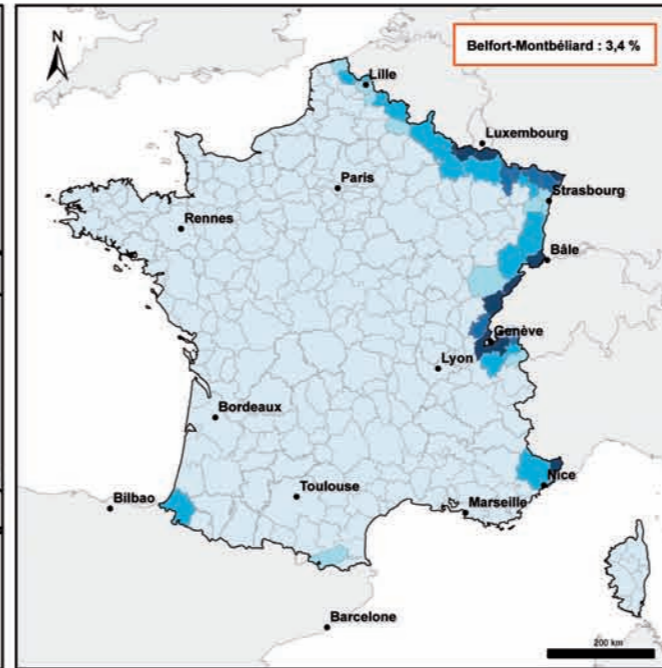 N
Belfort-Montbéliard : 3,4 %
Lille
Luxembourg
Paris
Strasbourg
Rennes
Bâle
Genève
Lyon
Bordeaux
Nice
Toulouse
Bilbao
Marseille
Barcelone
200 km